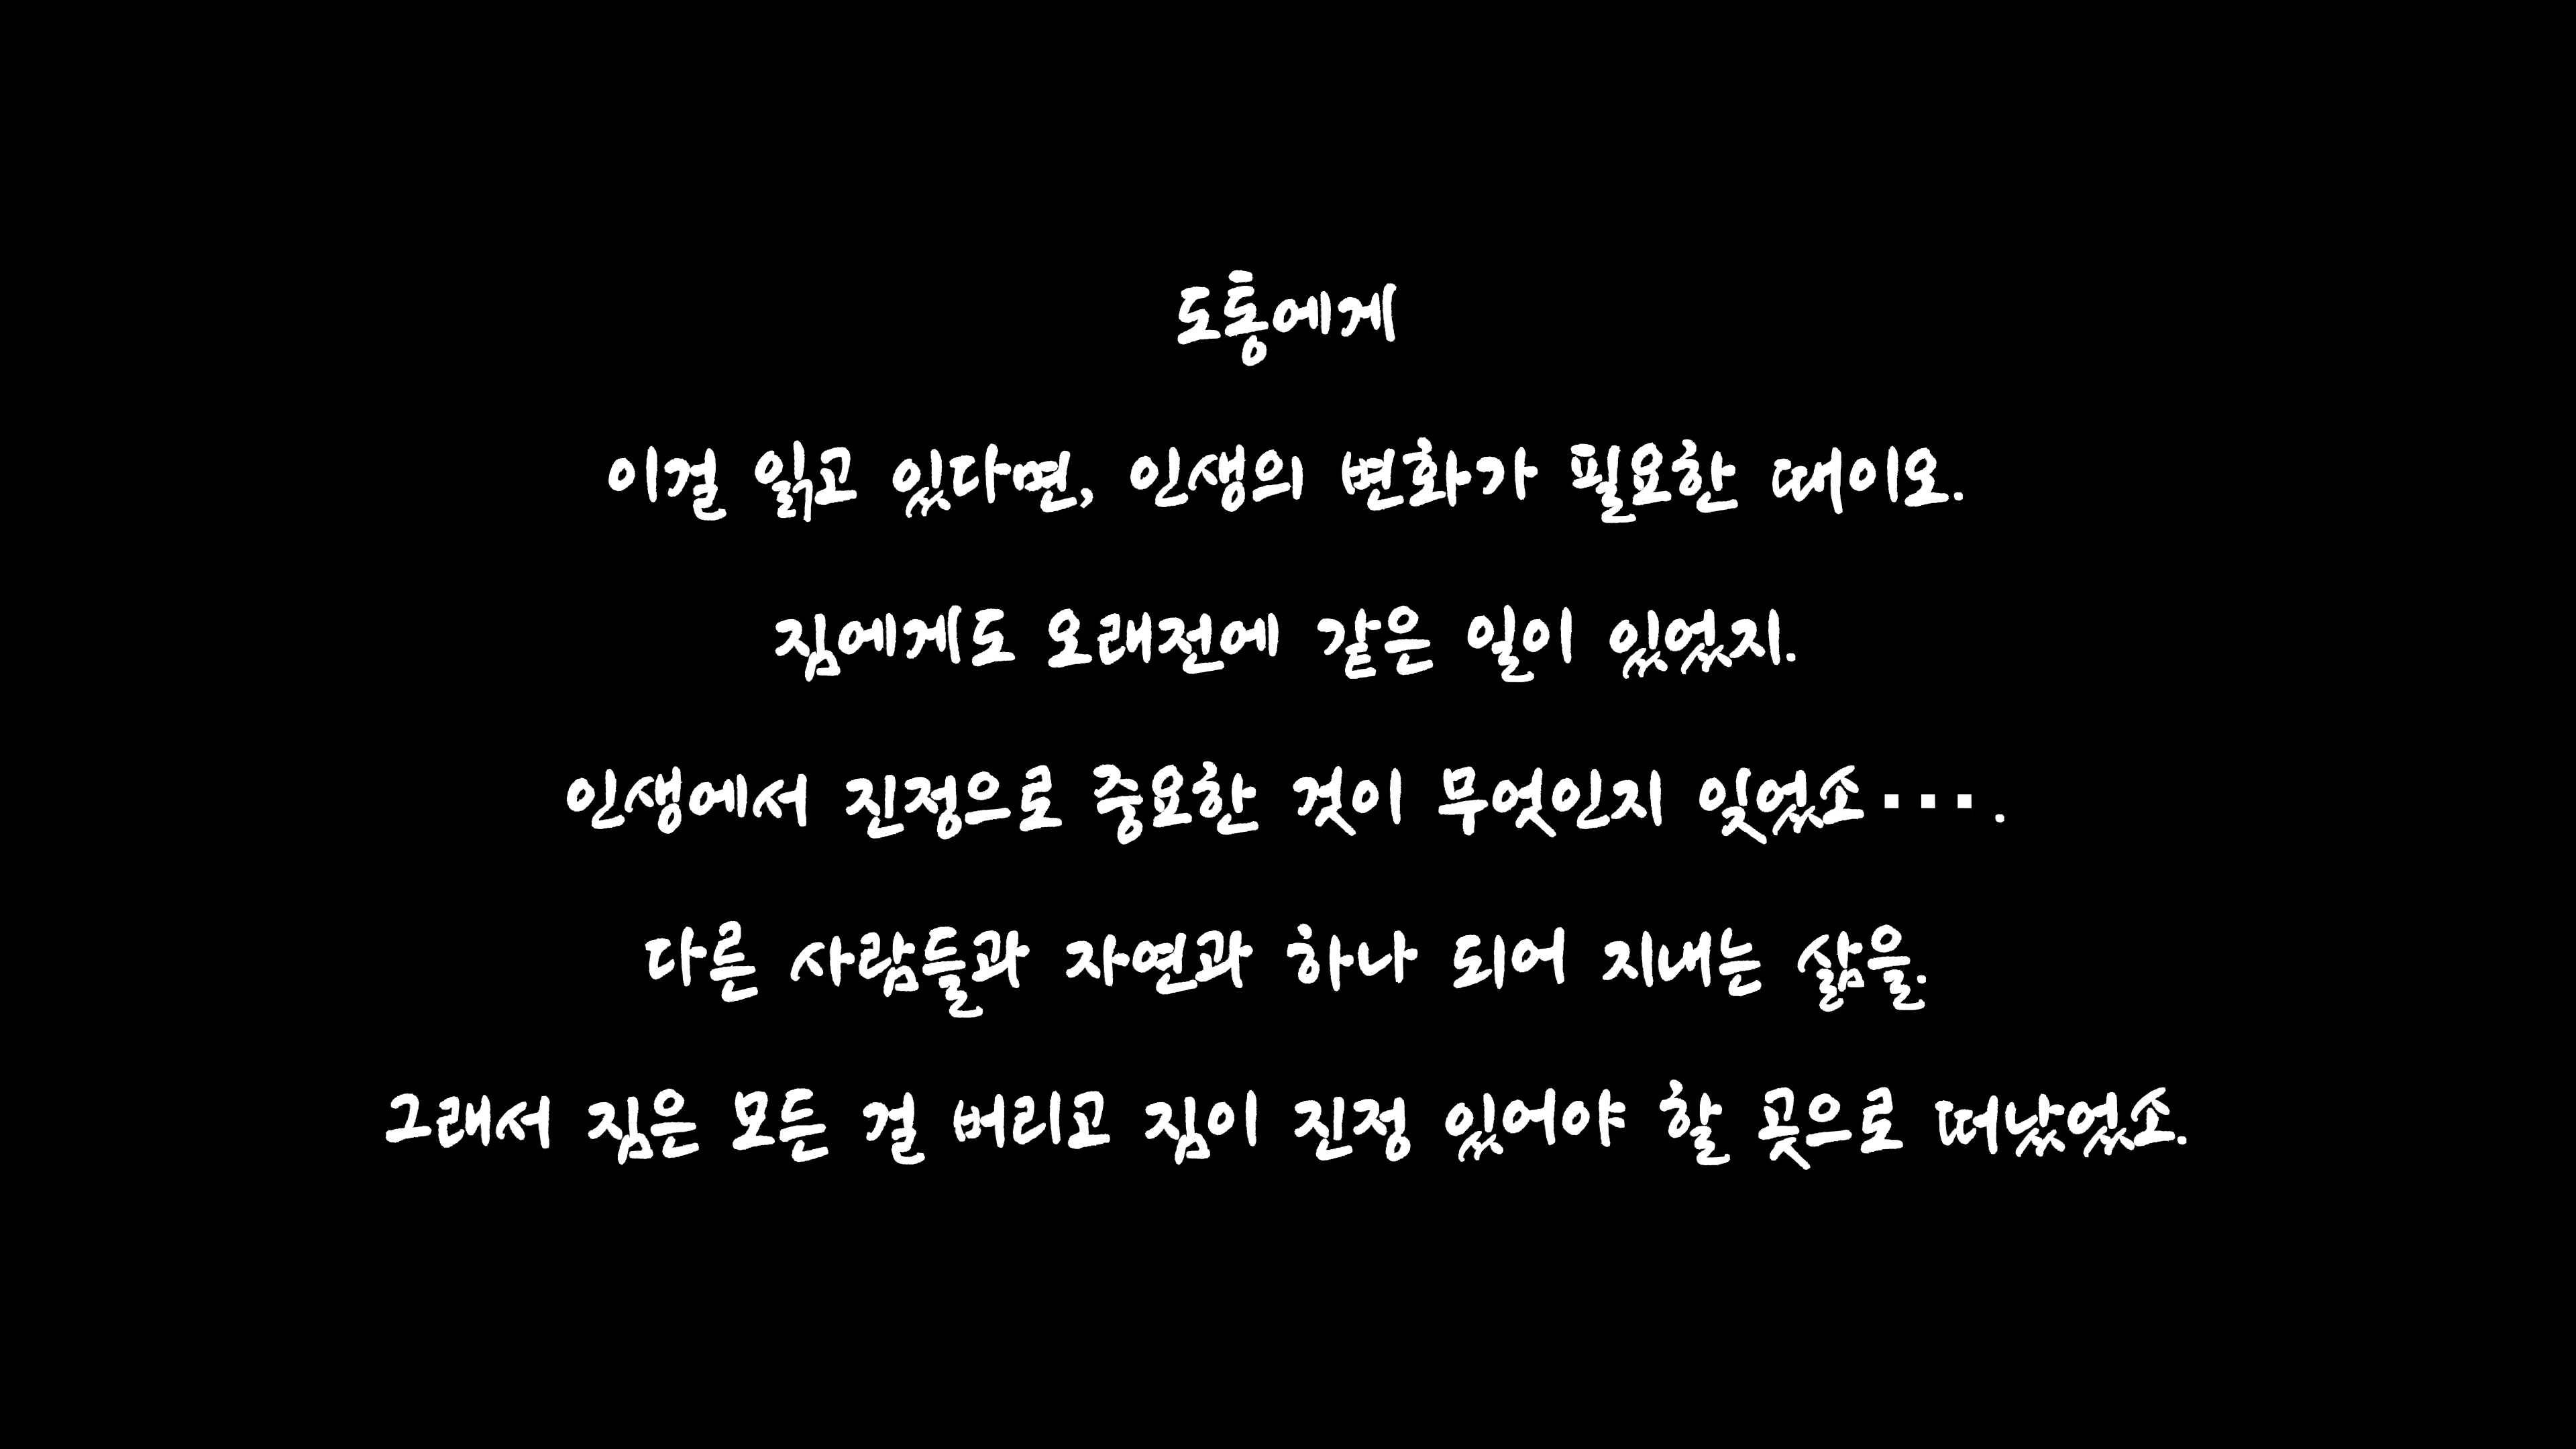 도통에게
이걸 읽고 있다면, 인생의 변화가 필요한 때이오.
짐에게도 오래전에 같은 일이 있었지.
인생에서 진정으로 중요한 것이 무엇인지 잊었소···.
다른 사람들과 자연과 하나 되어 지내는 삶을.
그래서 짐은 모든 걸 버리고 짐이 진정 있어야 할 곳으로 떠났었소.